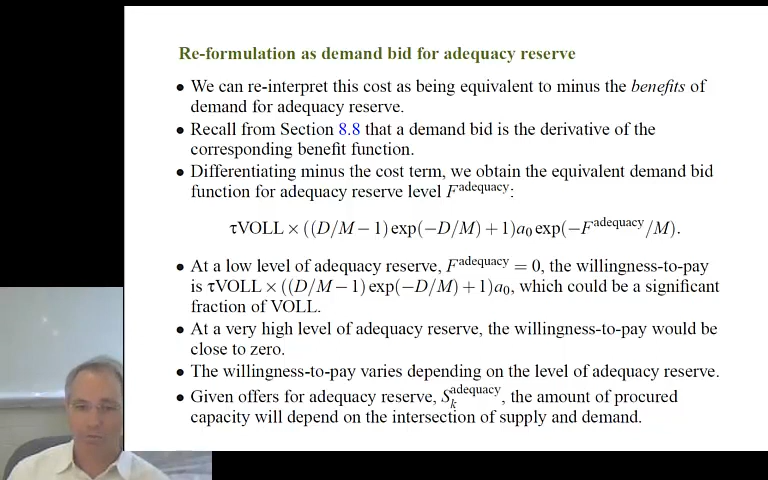 Re-formulation as demand bid for adequacy reserve
• We can re-interpret this cost as being equivalent to minus the benefits of
demand for adequacy reserve.
• Recall from Section 8.8 that a demand bid is the derivative of the
corresponding benefit function.
• Differentiating minus the cost term, we obtain the equivalent demand bid
function for adequacy reserve level F^adequacy:
τVOLL × ((D/M − 1) exp(−D/M) + 1)a₀ exp(−F^adequacy/M).
• At a low level of adequacy reserve, F^adequacy = 0, the willingness-to-pay
is τVOLL × ((D/M − 1) exp(−D/M) + 1)a₀, which could be a significant
fraction of VOLL.
• At a very high level of adequacy reserve, the willingness-to-pay would be
close to zero.
• The willingness-to-pay varies depending on the level of adequacy reserve.
• Given offers for adequacy reserve, S_k^adequacy, the amount of procured
capacity will depend on the intersection of supply and demand.